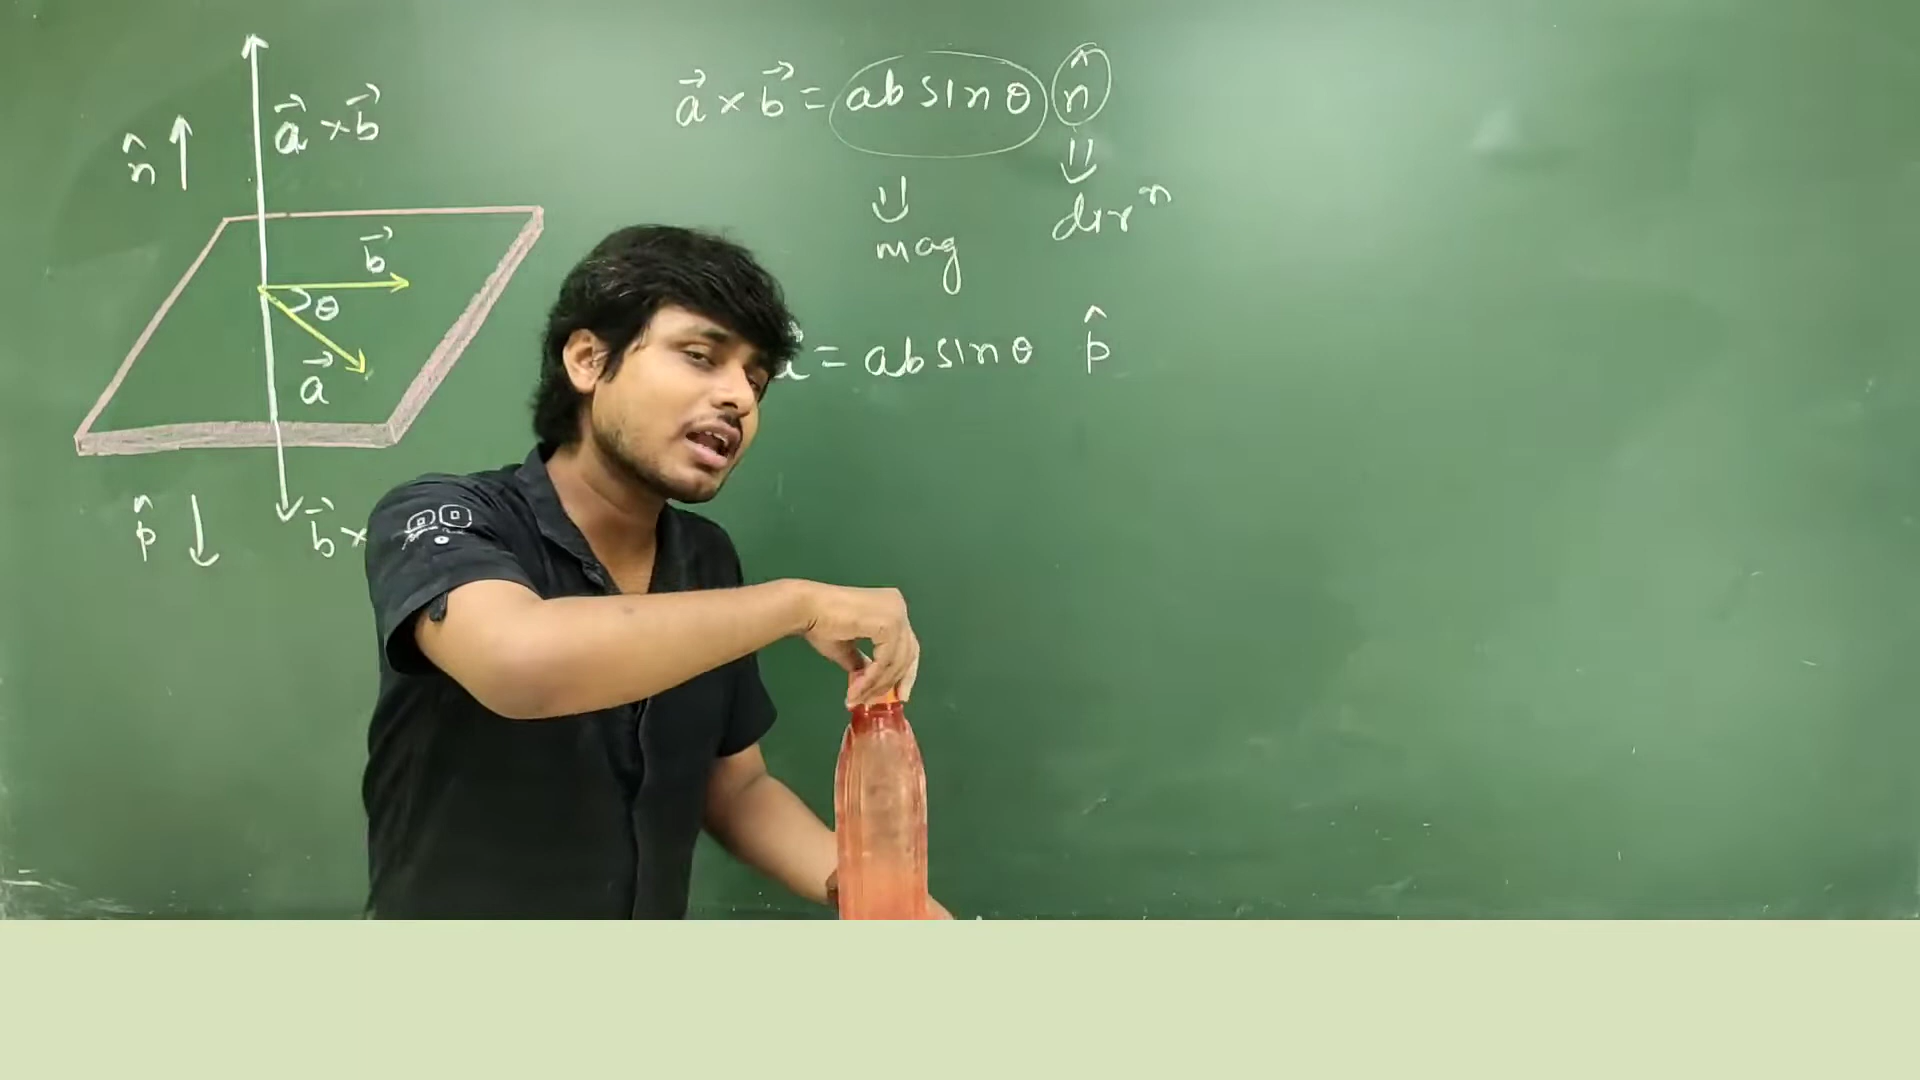 a⃗ × b⃗ = ab sin θ n̂
⇓ mag
⇓ dirⁿ
= ab sin θ p̂
a⃗ × b⃗
n̂ ↑
b⃗
θ
a⃗
p̂ ↓
b⃗ ×